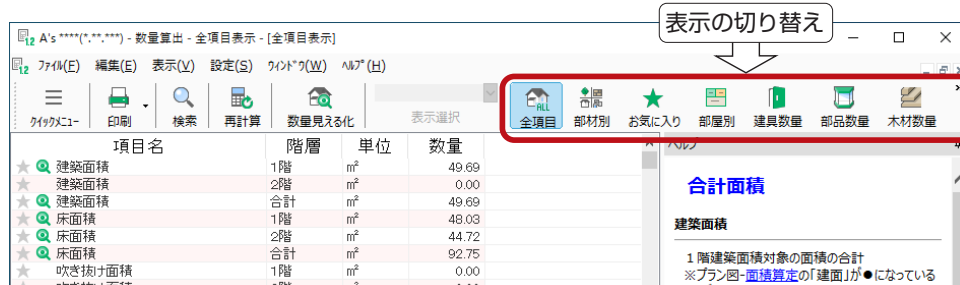 表示の切り替え
A's ****(*.**.***) - 数量算出 - 全項目表示 - [全項目表示]
ファイル(F) 編集(E) 表示(V) 設定(S) ウィンドウ(W) ヘルプ(H)
クイックメニュー 印刷 検索 再計算 数量見える化 表示選択 全項目 部材別 お気に入り 部屋別 建具数量 部品数量 木材数量
項目名 階層 単位 数量
建築面積 1階 m² 49.69
建築面積 2階 m² 0.00
建築面積 合計 m² 49.69
床面積 1階 m² 48.03
床面積 2階 m² 44.72
床面積 合計 m² 92.75
吹き抜け面積 1階 m² 0.00
ヘルプ
合計面積
建築面積
1階建築面積対象の面積の合計
※プラン図-面積算定の「建面」が●になっている